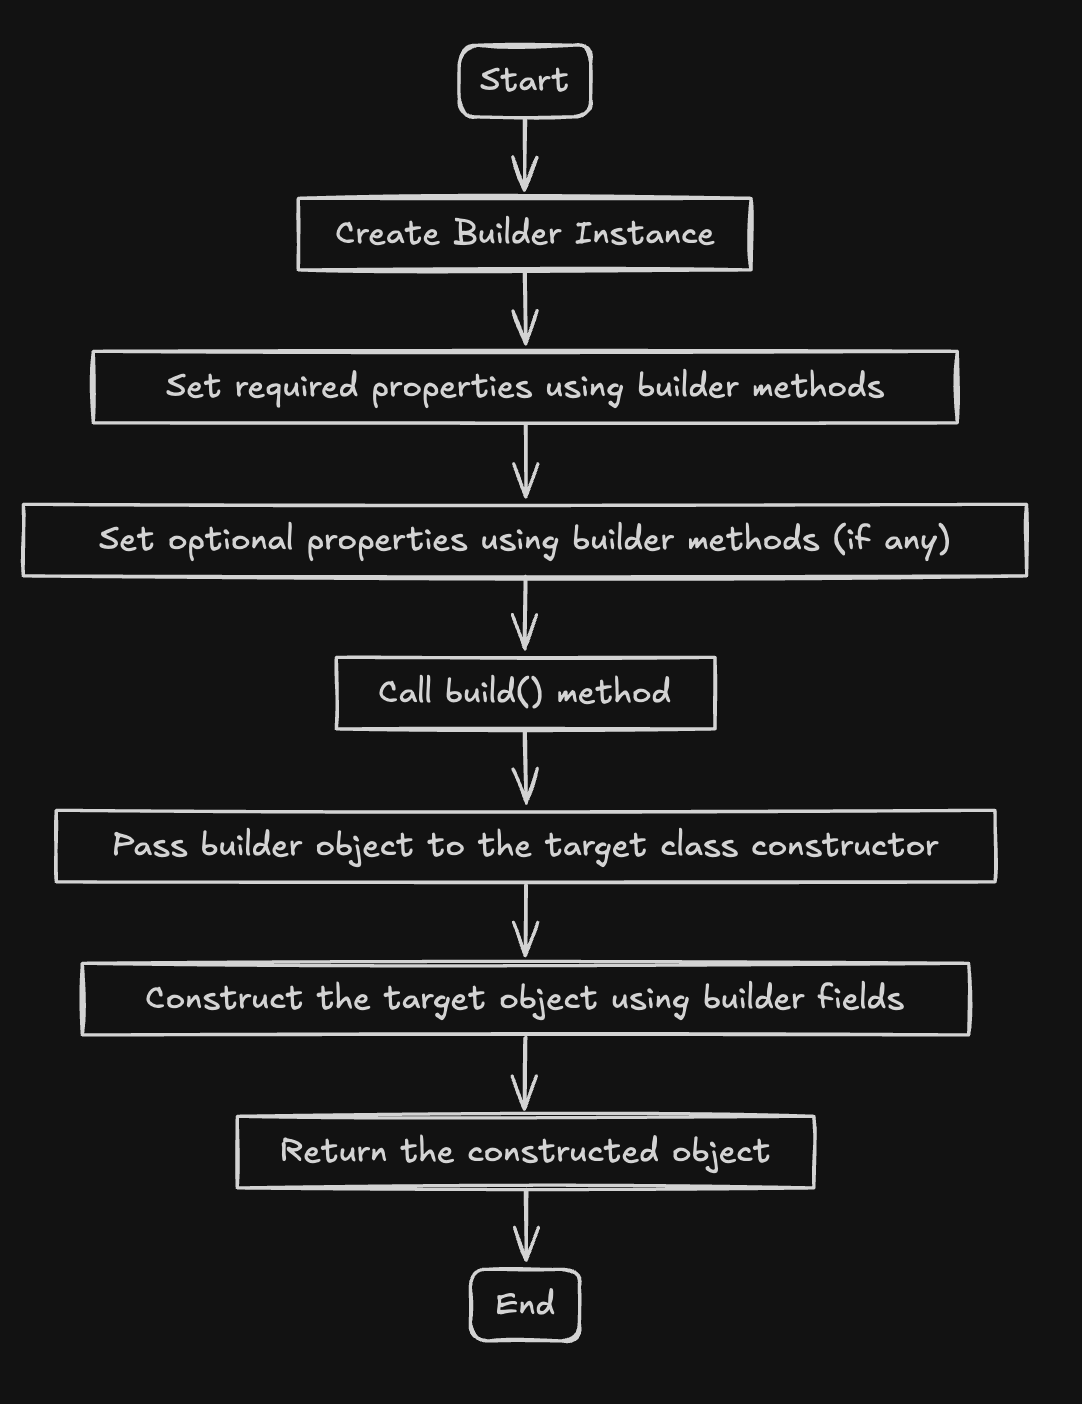 Start
Create Builder Instance
Set required properties using builder methods
Set optional properties using builder methods (if any)
Call build() method
Pass builder object to the target class constructor
Construct the target object using builder fields
Return the constructed object
End